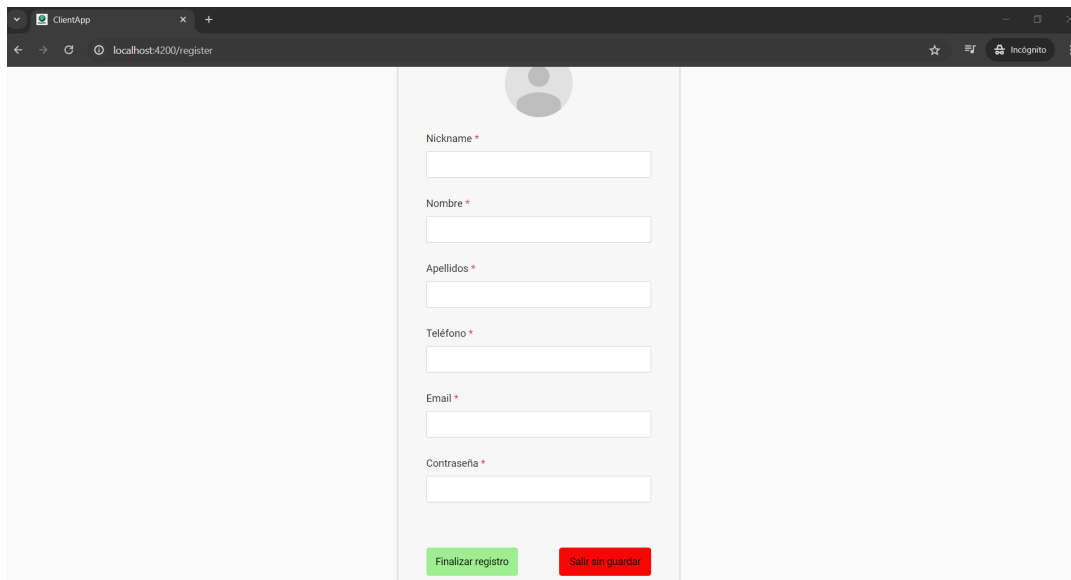 ClientApp
localhost:4200/register
Incógnito
Nickname *
Nombre *
Apellidos *
Teléfono *
Email *
Contraseña *
Finalizar registro
Salir sin guardar